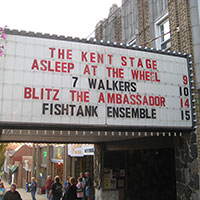 THE KENT STAGE
ASLEEP AT THE WHEEL 9
7 WALKERS 10
BLITZ THE AMBASSADOR 14
FISHTANK ENSEMBLE 15